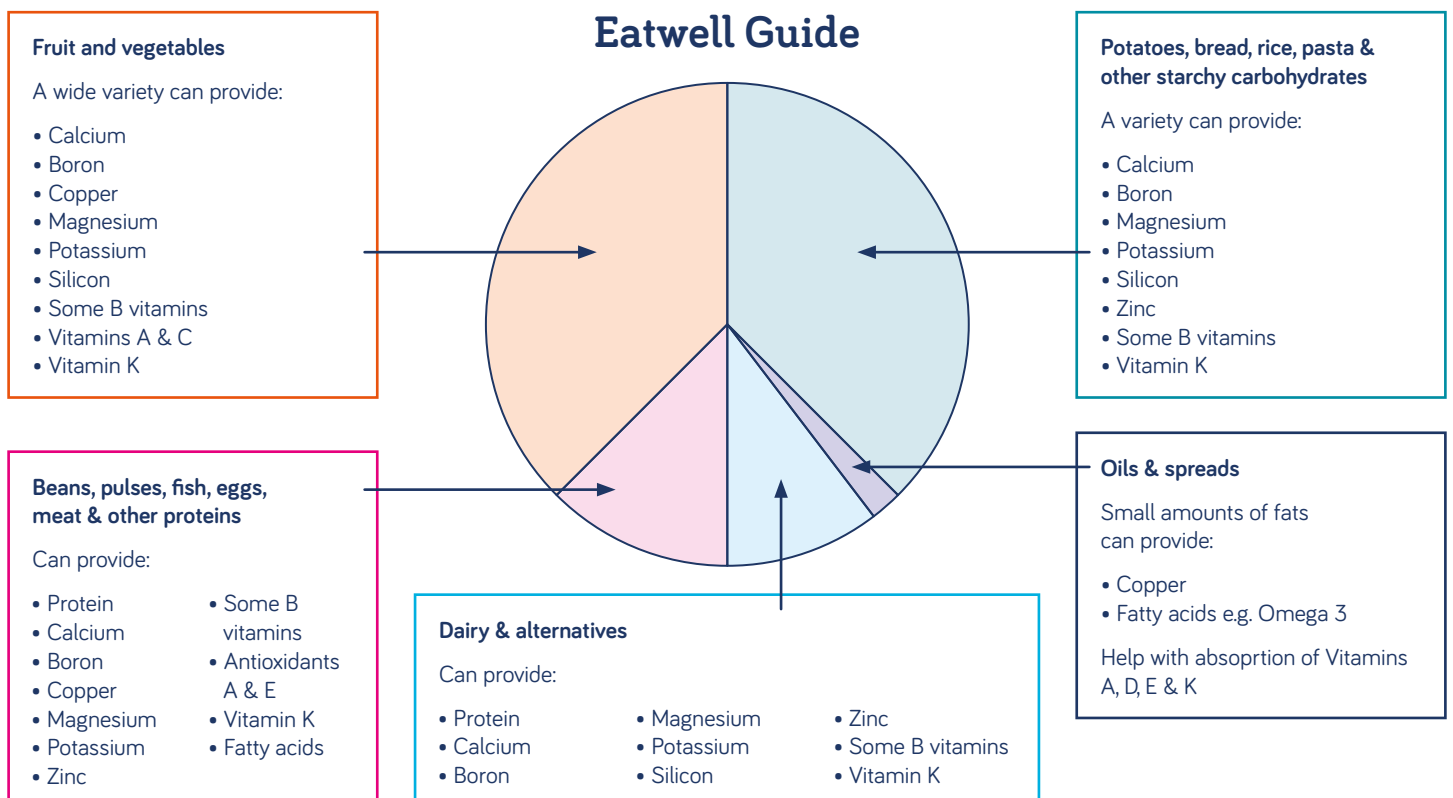 Eatwell Guide
Fruit and vegetables
A wide variety can provide:
• Calcium
• Boron
• Copper
• Magnesium
• Potassium
• Silicon
• Some B vitamins
• Vitamins A & C
• Vitamin K
Potatoes, bread, rice, pasta &
other starchy carbohydrates
A variety can provide:
• Calcium
• Boron
• Magnesium
• Potassium
• Silicon
• Zinc
• Some B vitamins
• Vitamin K
Beans, pulses, fish, eggs,
meat & other proteins
Can provide:
• Protein
• Calcium
• Boron
• Copper
• Magnesium
• Potassium
• Zinc
• Some B
vitamins
• Antioxidants
A & E
• Vitamin K
• Fatty acids
Dairy & alternatives
Can provide:
• Protein
• Calcium
• Boron
• Magnesium
• Potassium
• Silicon
• Zinc
• Some B vitamins
• Vitamin K
Oils & spreads
Small amounts of fats
can provide:
• Copper
• Fatty acids e.g. Omega 3
Help with absoprtion of Vitamins
A, D, E & K